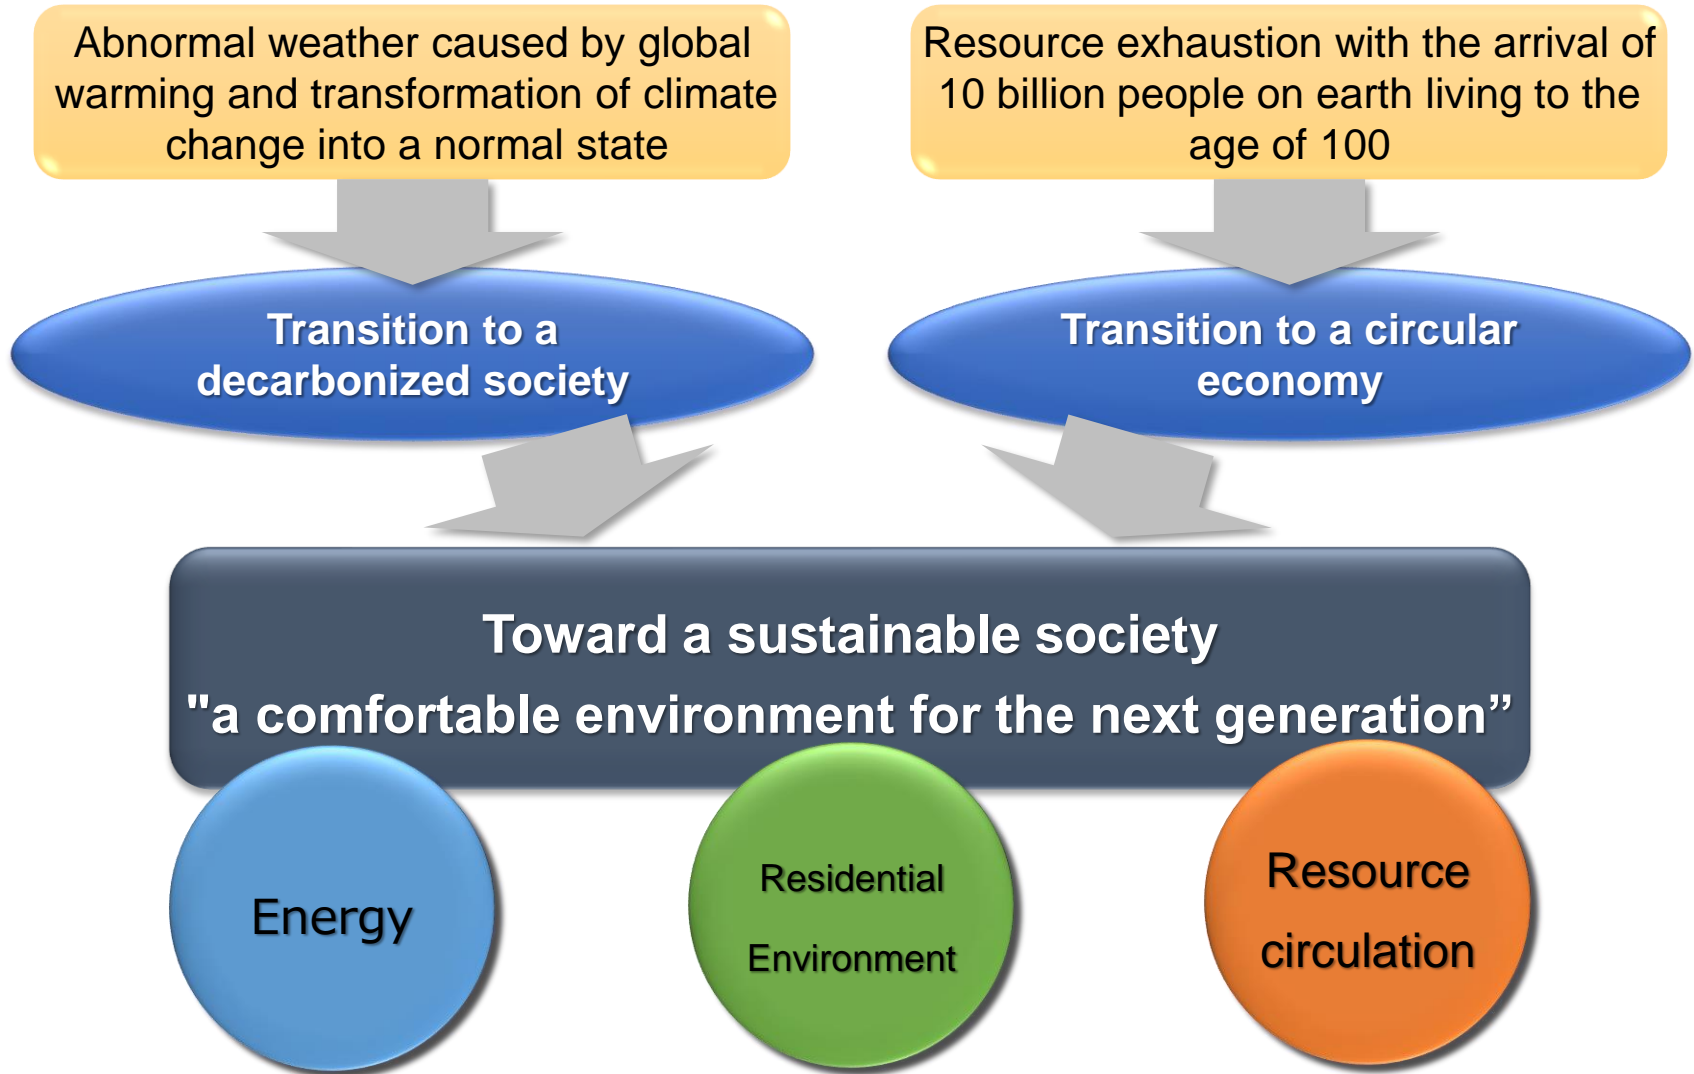 Abnormal weather caused by global
warming and transformation of climate
change into a normal state
Resource exhaustion with the arrival of
10 billion people on earth living to the
age of 100
Transition to a
decarbonized society
Transition to a circular
economy
Toward a sustainable society
"a comfortable environment for the next generation”
Energy
Residential
Environment
Resource
circulation